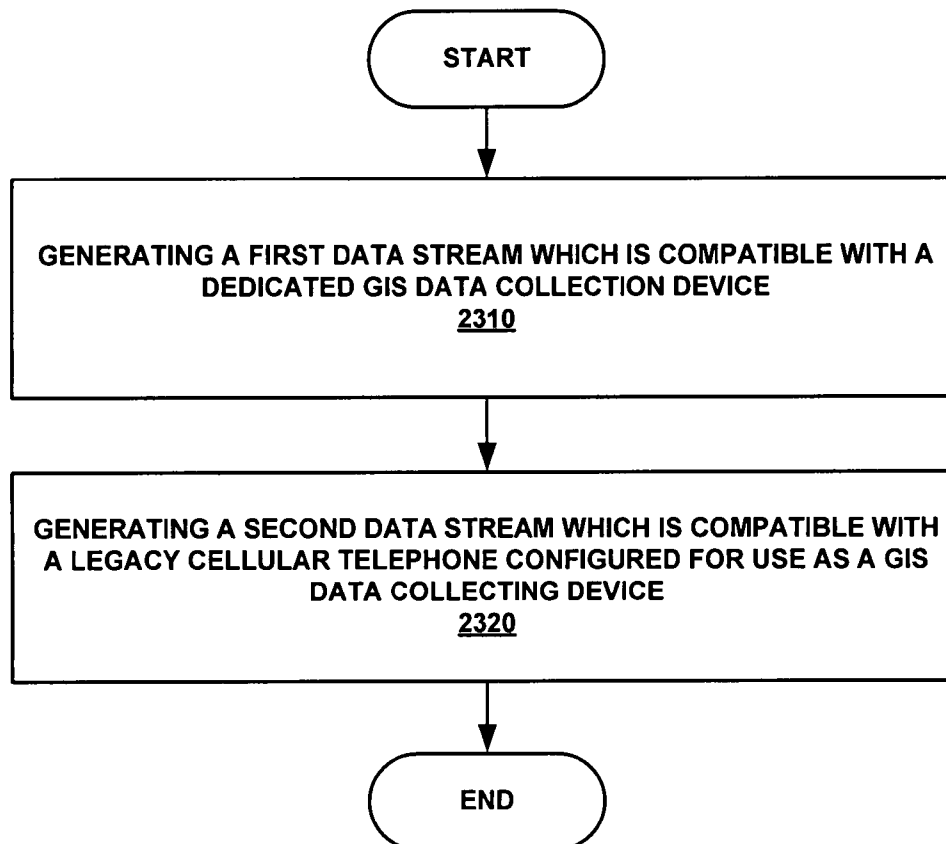 START
GENERATING A FIRST DATA STREAM WHICH IS COMPATIBLE WITH A
DEDICATED GIS DATA COLLECTION DEVICE
2310
GENERATING A SECOND DATA STREAM WHICH IS COMPATIBLE WITH
A LEGACY CELLULAR TELEPHONE CONFIGURED FOR USE AS A GIS
DATA COLLECTING DEVICE
2320
END